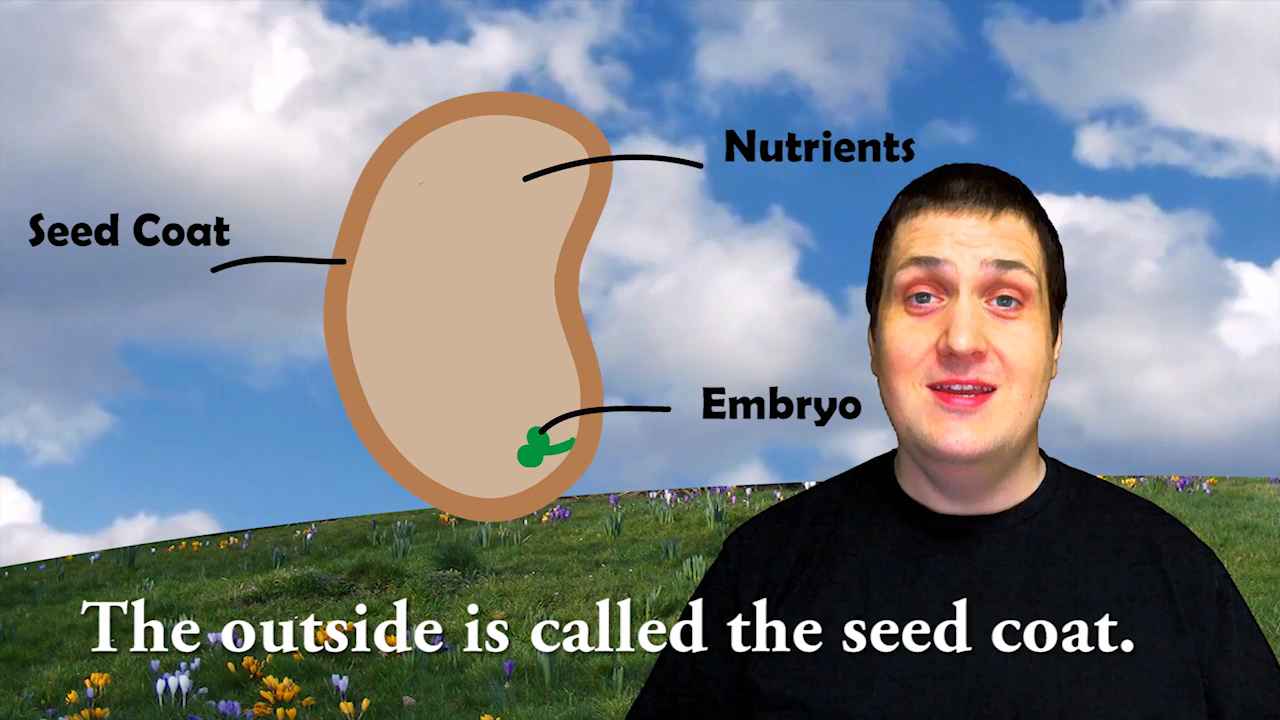 Nutrients
Seed Coat
Embryo
The outside is called the seed coat.